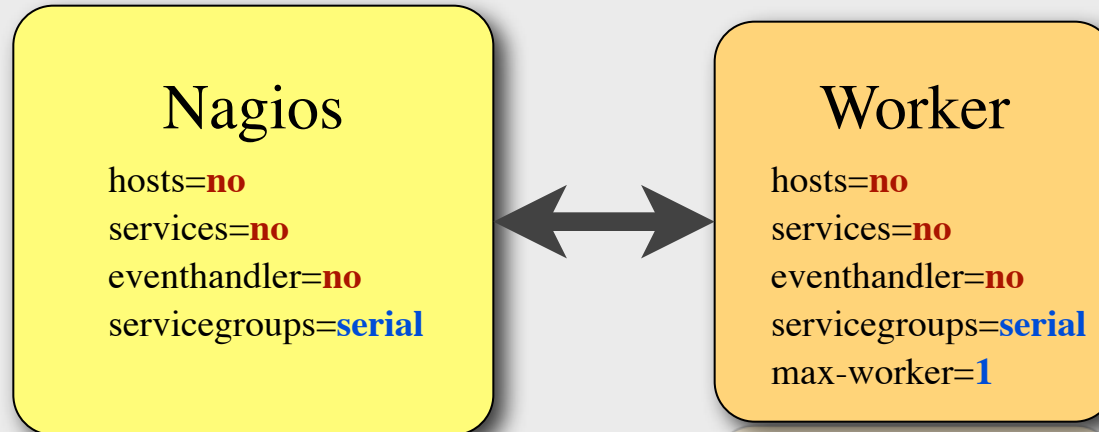 Nagios
hosts=no
services=no
eventhandler=no
servicegroups=serial
Worker
hosts=no
services=no
eventhandler=no
servicegroups=serial
max-worker=1